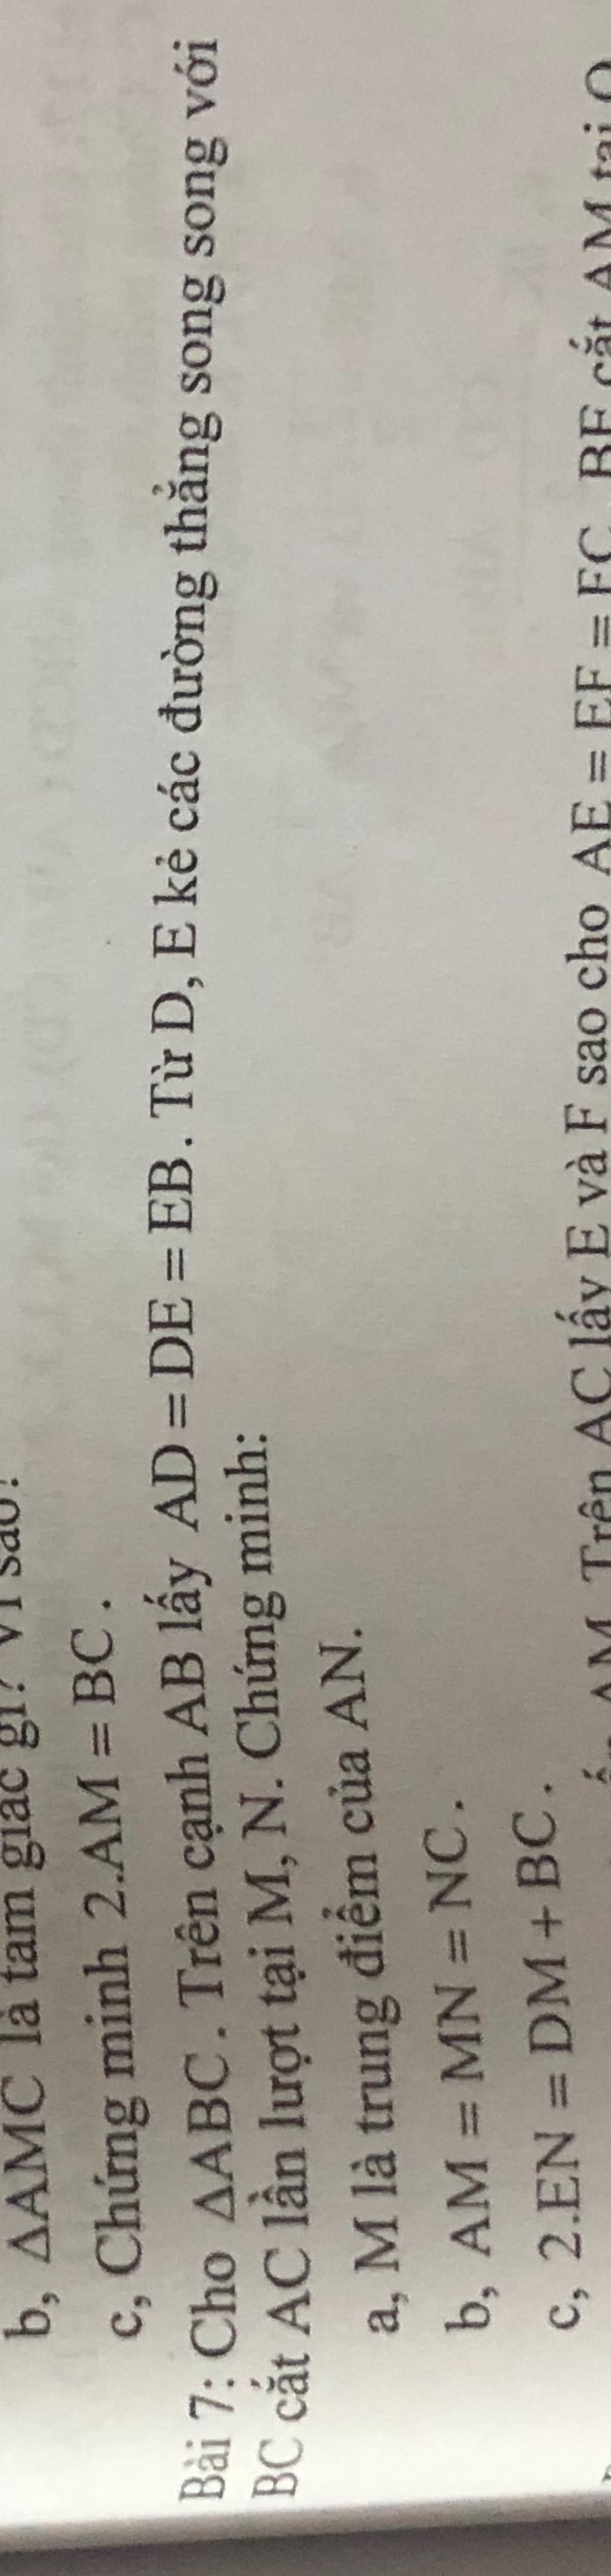 b, ΔAMC là tam giác gì? Vì sao?
c, Chứng minh 2.AM = BC .
Bài 7: Cho ΔABC . Trên cạnh AB lấy AD = DE = EB . Từ D, E kẻ các đường thẳng song song với
BC cắt AC lần lượt tại M, N. Chứng minh:
a, M là trung điểm của AN.
b, AM = MN = NC .
c, 2.EN = DM + BC .
AM Trên AC lấy E và F sao cho AE = EF = FC BF cắt AM tại O